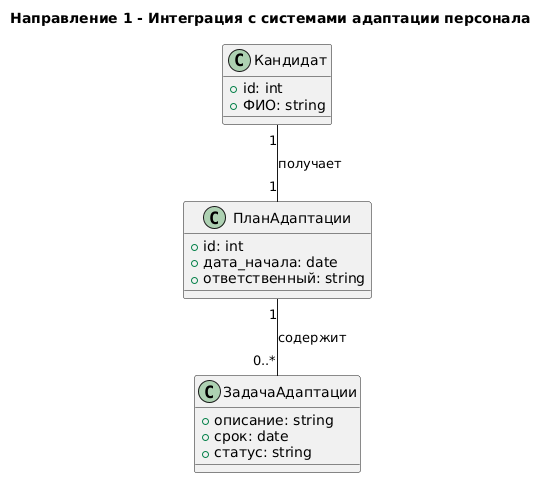 Направление 1 - Интеграция с системами адаптации персонала
C Кандидат
id: int
ФИО: string
1
получает
1
C ПланАдаптации
id: int
дата_начала: date
ответственный: string
1
содержит
0..*
C ЗадачаАдаптации
описание: string
срок: date
статус: string